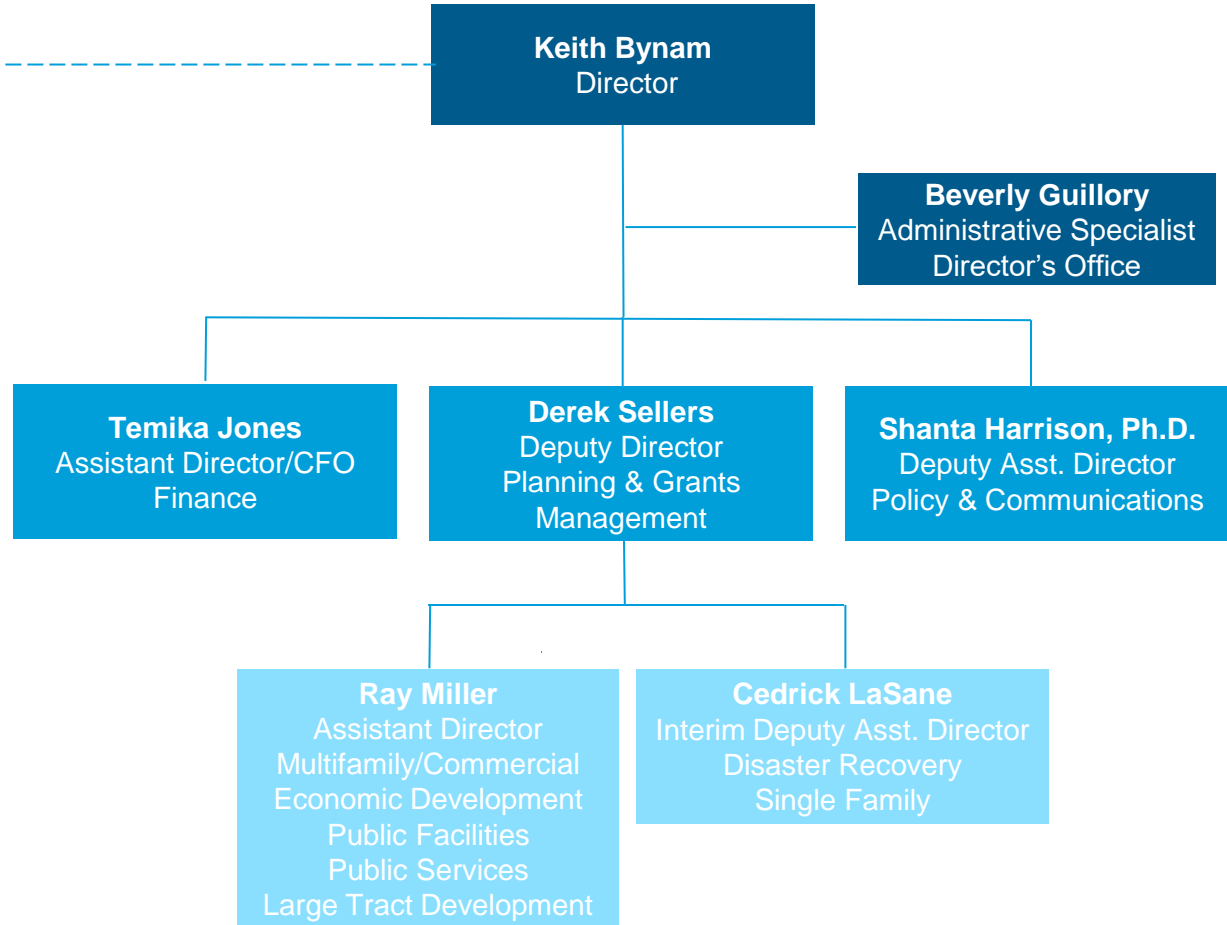 Keith Bynam
Director
Beverly Guillory
Administrative Specialist
Director’s Office
Temika Jones
Assistant Director/CFO
Finance
Derek Sellers
Deputy Director
Planning & Grants
Management
Shanta Harrison, Ph.D.
Deputy Asst. Director
Policy & Communications
Ray Miller
Assistant Director
Multifamily/Commercial
Economic Development
Public Facilities
Public Services
Large Tract Development
Cedrick LaSane
Interim Deputy Asst. Director
Disaster Recovery
Single Family